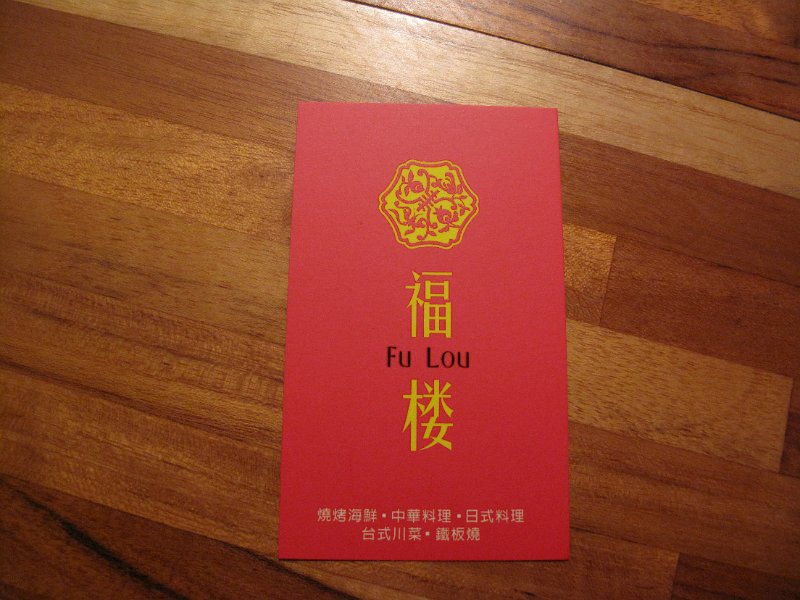 福
Fu Lou
楼
燒烤海鮮▪中華料理▪日式料理
台式川菜▪鐵板燒